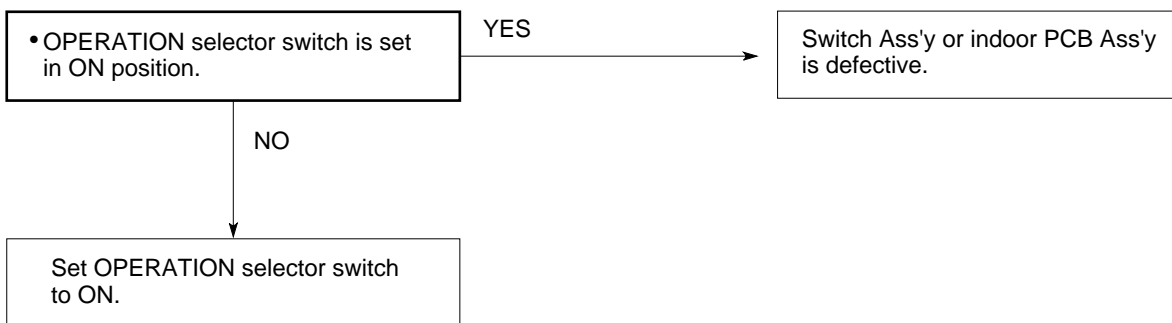 •OPERATION selector switch is set
in ON position.
YES
Switch Ass'y or indoor PCB Ass'y
is defective.
NO
Set OPERATION selector switch
to ON.